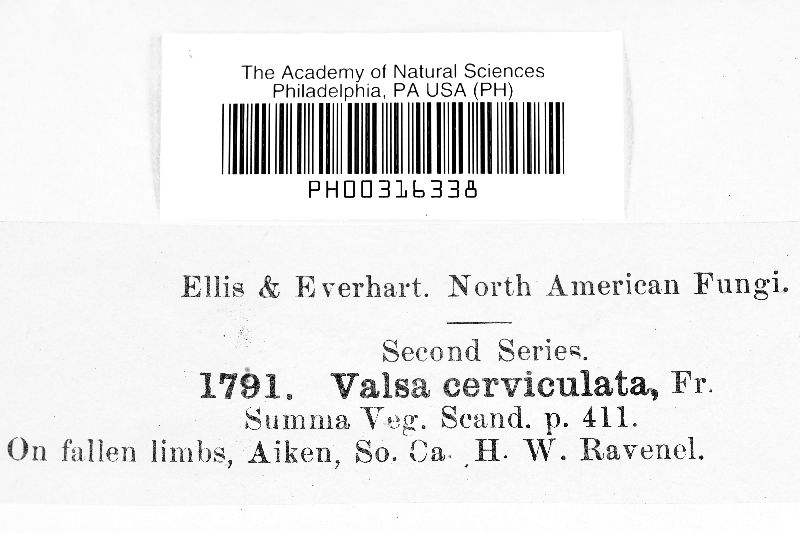 The Academy of Natural Sciences
Philadelphia, PA USA (PH)
PH00316338
Ellis & Everhart. North American Fungi.
Second Series.
1791. Valsa cerviculata, Fr.
Summa Veg. Scand. p. 411.
On fallen limbs, Aiken, So. Ca. H. W. Ravenel.